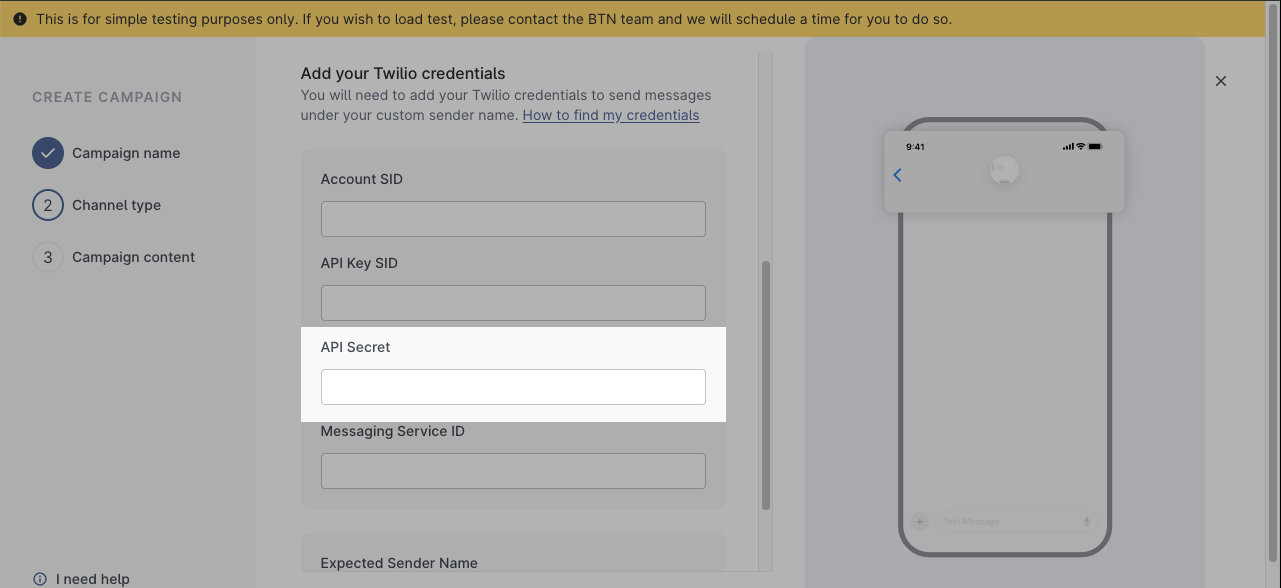 This is for simple testing purposes only. If you wish to load test, please contact the BTN team and we will schedule a time for you to do so.
CREATE CAMPAIGN
Campaign name
2 Channel type
3 Campaign content
I need help
Add your Twilio credentials
You will need to add your Twilio credentials to send messages
under your custom sender name. How to find my credentials
Account SID
API Key SID
API Secret
Messaging Service ID
Expected Sender Name
9:41
Text Message